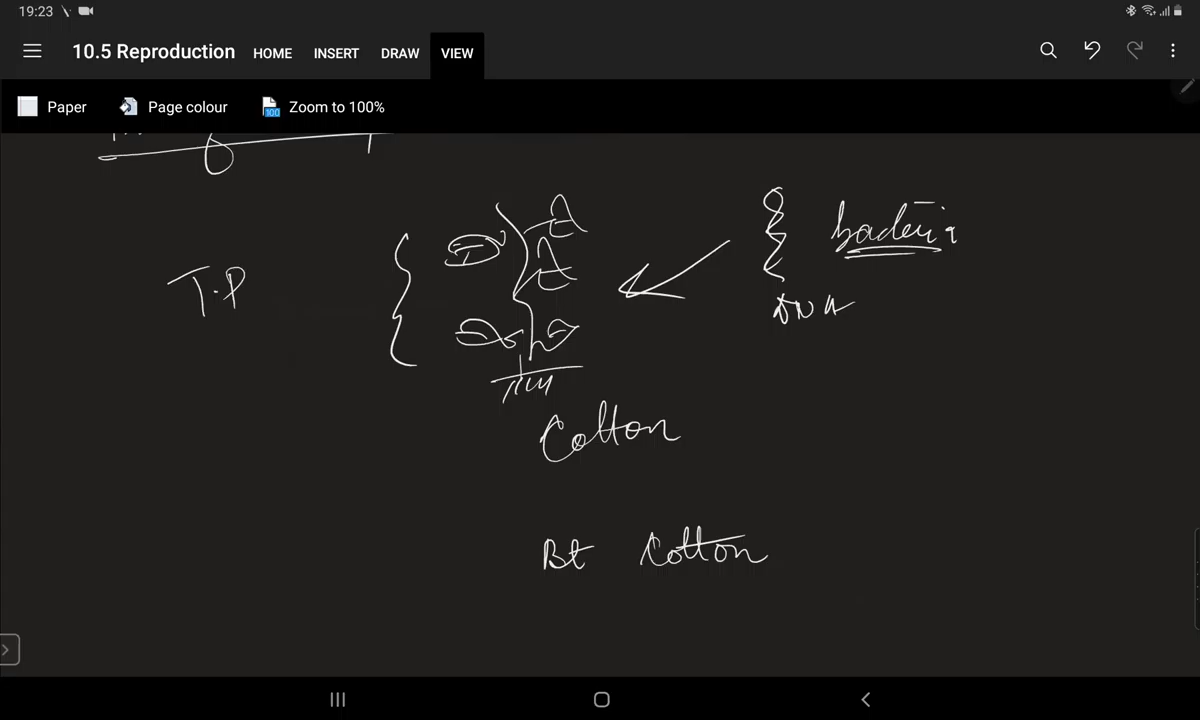 19:23
10.5 Reproduction HOME INSERT DRAW VIEW
Paper Page colour Zoom to 100%
T.P
bacteria
DNA
Cotton
Bt Cotton